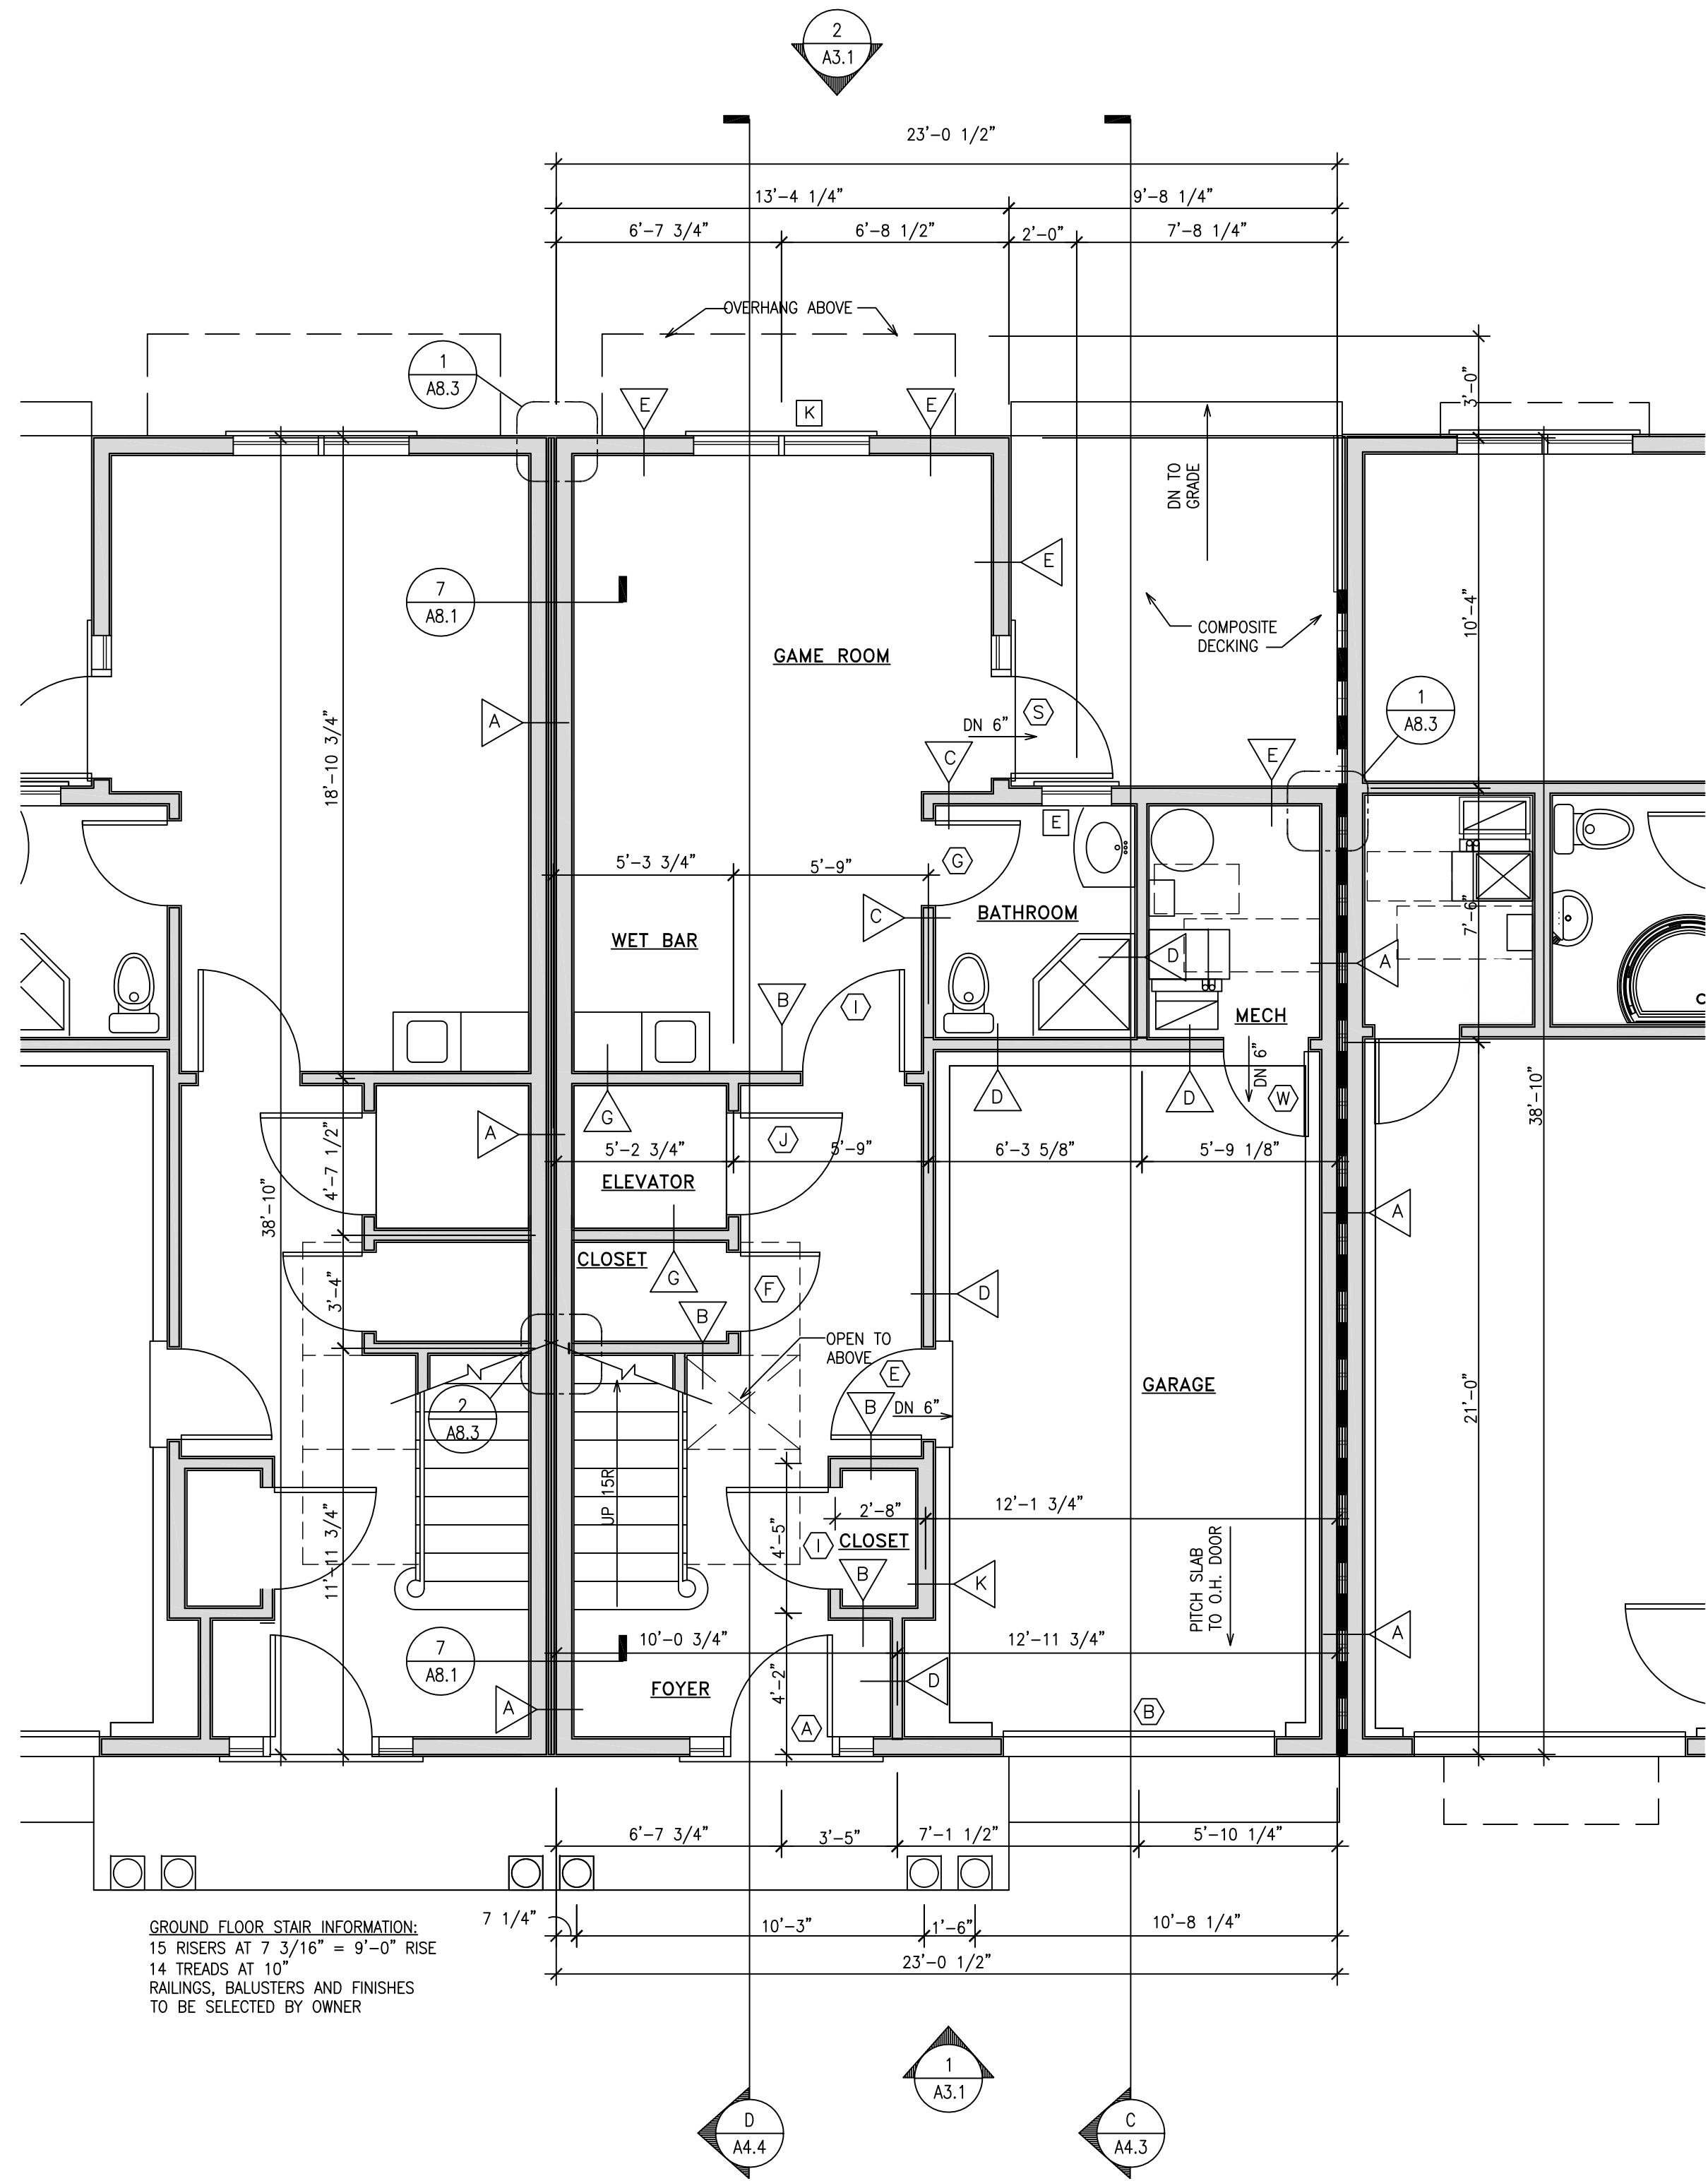 2
A3.1
23'-0 1/2"
13'-4 1/4"
9'-8 1/4"
6'-7 3/4"
6'-8 1/2"
2'-0"
7'-8 1/4"
OVERHANG ABOVE
1
A8.3
E
K
E
3'-0"
DN TO
GRADE
E
7
A8.1
COMPOSITE
DECKING
10'-4"
GAME ROOM
1
A8.3
A
S
DN 6"
C
E
18'-10 3/4"
E
5'-3 3/4"
5'-9"
G
C
BATHROOM
7'-6"
WET BAR
D
A
B
I
MECH
DN 6"
G
D
D
W
38'-10"
A
J
4'-7 1/2"
5'-2 3/4"
5'-9"
6'-3 5/8"
5'-9 1/8"
ELEVATOR
38'-10"
A
CLOSET
G
F
D
3'-4"
B
OPEN TO
ABOVE
E
GARAGE
21'-0"
2
A8.3
B
DN 6"
UP 15R
2'-8"
12'-1 3/4"
4'-5"
I
CLOSET
11'-11 3/4"
B
K
PITCH SLAB
TO O.H. DOOR
7
A8.1
10'-0 3/4"
12'-11 3/4"
A
FOYER
4'-2"
D
A
A
B
6'-7 3/4"
3'-5"
7'-1 1/2"
5'-10 1/4"
7 1/4"
10'-3"
1'-6"
10'-8 1/4"
23'-0 1/2"
GROUND FLOOR STAIR INFORMATION:
15 RISERS AT 7 3/16" = 9'-0" RISE
14 TREADS AT 10"
RAILINGS, BALUSTERS AND FINISHES
TO BE SELECTED BY OWNER
1
A3.1
D
A4.4
C
A4.3